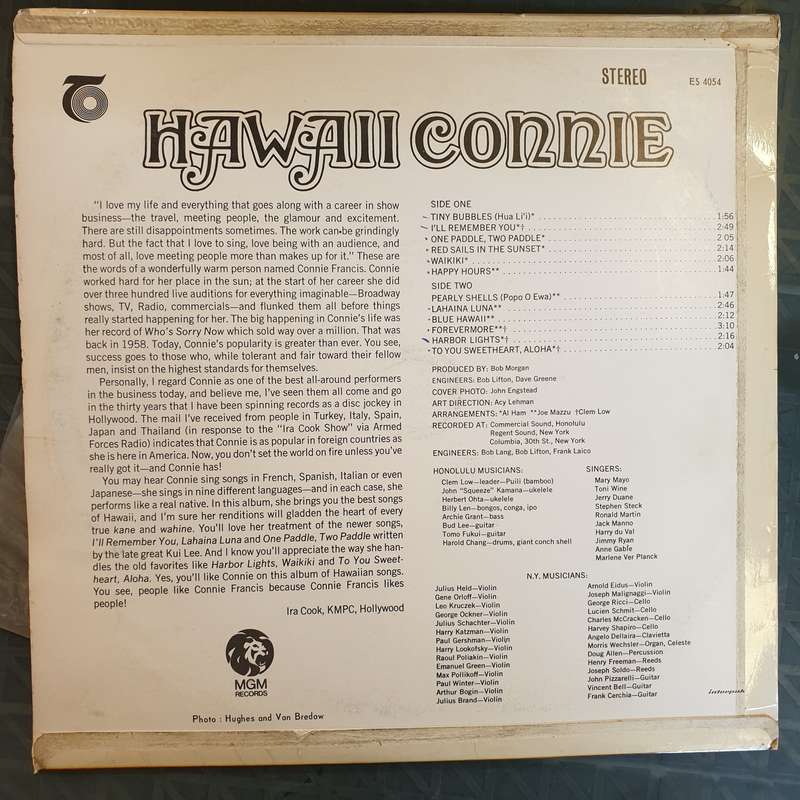 STEREO ES 4054
HAWAII CONNIE
"I love my life and everything that goes along with a career in show
business—the travel, meeting people, the glamour and excitement.
There are still disappointments sometimes. The work can be grindingly
hard. But the fact that I love to sing, love being with an audience, and
most of all, love meeting people more than makes up for it." These are
the words of a wonderfully warm person named Connie Francis. Connie
worked hard for her place in the sun; at the start of her career she did
over three hundred live auditions for everything imaginable—Broadway
shows, TV, Radio, commercials—and flunked them all before things
really started happening for her. The big happening in Connie's life was
her record of Who's Sorry Now which sold way over a million. That was
back in 1958. Today, Connie's popularity is greater than ever. You see,
success goes to those who, while tolerant and fair toward their fellow
men, insist on the highest standards for themselves.
Personally, I regard Connie as one of the best all-around performers
in the business today, and believe me, I've seen them all come and go
in the thirty years that I have been spinning records as a disc jockey in
Hollywood. The mail I've received from people in Turkey, Italy, Spain,
Japan and Thailand (in response to the "Ira Cook Show" via Armed
Forces Radio) indicates that Connie is as popular in foreign countries as
she is here in America. Now, you don't set the world on fire unless you've
really got it—and Connie has!
You may hear Connie sing songs in French, Spanish, Italian or even
Japanese—she sings in nine different languages—and in each case, she
performs like a real native. In this album, she brings you the best songs
of Hawaii, and I'm sure her renditions will gladden the heart of every
true kane and wahine. You'll love her treatment of the newer songs,
I'll Remember You, Lahaina Luna and One Paddle, Two Paddle written
by the late great Kui Lee. And I know you'll appreciate the way she han-
dles the old favorites like Harbor Lights, Waikiki and To You Sweet-
heart, Aloha. Yes, you'll like Connie on this album of Hawaiian songs.
You see, people like Connie Francis because Connie Francis likes
people!
Ira Cook, KMPC, Hollywood
MGM
RECORDS
Photo : Hughes and Van Bredow
SIDE ONE
TINY BUBBLES (Hua Li'i)* 1:56
I'LL REMEMBER YOU*† 2:49
ONE PADDLE, TWO PADDLE* 2:05
RED SAILS IN THE SUNSET* 2:14
WAIKIKI* 2:06
HAPPY HOURS** 1:44
SIDE TWO
PEARLY SHELLS (Popo O Ewa)** 1:47
LAHAINA LUNA** 2:46
BLUE HAWAII** 2:12
FOREVERMORE**† 3:10
HARBOR LIGHTS*† 2:16
TO YOU SWEETHEART, ALOHA*† 2:04
PRODUCED BY: Bob Morgan
ENGINEERS: Bob Lifton, Dave Greene
COVER PHOTO: John Engstead
ART DIRECTION: Acy Lehman
ARRANGEMENTS: *Al Ham **Joe Mazzu †Clem Low
RECORDED AT: Commercial Sound, Honolulu
Regent Sound, New York
Columbia, 30th St., New York
ENGINEERS: Bob Lang, Bob Lifton, Frank Laico
HONOLULU MUSICIANS:
Clem Low—leader—Puili (bamboo)
John "Squeeze" Kamana—ukelele
Herbert Ohta—ukelele
Billy Len—bongos, conga, ipo
Archie Grant—bass
Bud Lee—guitar
Tomo Fukui—guitar
Harold Chang—drums, giant conch shell
SINGERS:
Mary Mayo
Toni Wine
Jerry Duane
Stephen Steck
Ronald Martin
Jack Manno
Harry du Val
Jimmy Ryan
Anne Gable
Marlene Ver Planck
N.Y. MUSICIANS:
Julius Held—Violin
Gene Orloff—Violin
Leo Kruczek—Violin
George Ockner—Violin
Julius Schachter—Violin
Harry Katzman—Violin
Paul Gershman—Violin
Harry Lookofsky—Violin
Raoul Poliakin—Violin
Emanuel Green—Violin
Max Pollikoff—Violin
Paul Winter—Violin
Arthur Bogin—Violin
Julius Brand—Violin
Arnold Eidus—Violin
Joseph Malignaggi—Violin
George Ricci—Cello
Lucien Schmit—Cello
Charles McCracken—Cello
Harvey Shapiro—Cello
Angelo Dellaira—Clavietta
Morris Wechsler—Organ, Celeste
Doug Allen—Percussion
Henry Freeman—Reeds
Joseph Soldo—Reeds
John Pizzarelli—Guitar
Vincent Bell—Guitar
Frank Cerchia—Guitar